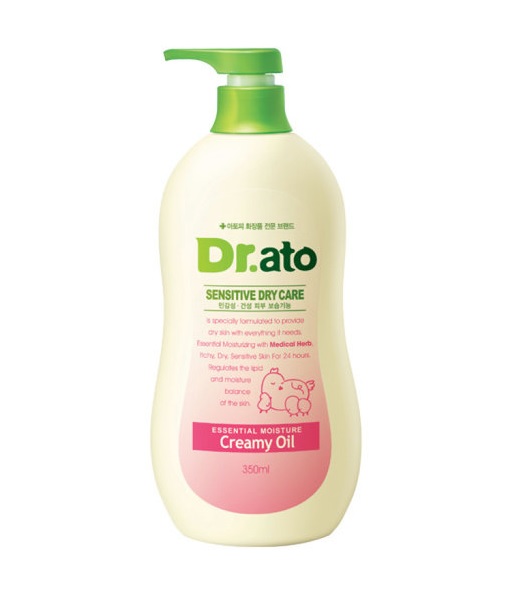 아토피 화장품 전문 브랜드
Dr.ato
SENSITIVE DRY CARE
민감성·건성 피부 보습기능
is specially formulated to provide
dry skin with everything it needs.
Essential Moisturizing with Medical Herb.
Itchy, Dry, Sensitive Skin For 24 hours.
Regulates the lipid
and moisture
balance
of the skin.
ESSENTIAL MOISTURE
Creamy Oil
350ml